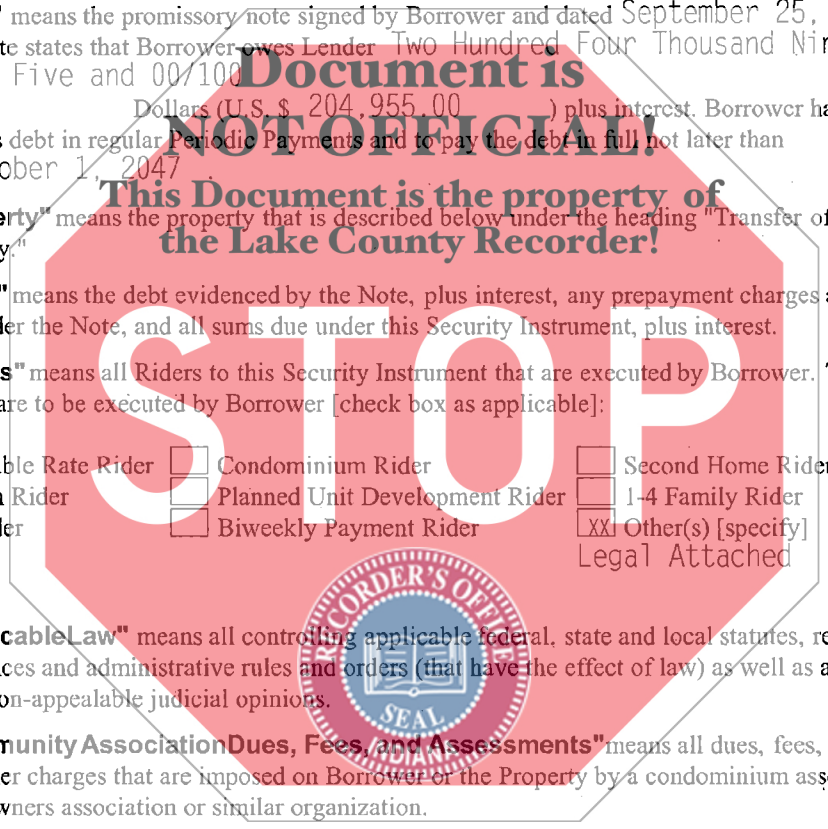 " means the promissory note signed by Borrower and dated September 25,
te states that Borrower owes Lender Two Hundred Four Thousand Nin
Five and 00/100
Document is
Dollars (U.S. $ 204,955.00 ) plus interest. Borrower ha
NOT OFFICIAL!
s debt in regular Periodic Payments and to pay the debt in full not later than
ober 1, 2047 .
This Document is the property of
erty" means the property that is described below under the heading "Transfer of
the Lake County Recorder!
y."
" means the debt evidenced by the Note, plus interest, any prepayment charges a
er the Note, and all sums due under this Security Instrument, plus interest.
STOP
s" means all Riders to this Security Instrument that are executed by Borrower. T
are to be executed by Borrower [check box as applicable]:
ble Rate Rider Condominium Rider Second Home Rider
n Rider Planned Unit Development Rider 1-4 Family Rider
er Biweekly Payment Rider XX Other(s) [specify]
Legal Attached
RECORDER'S OFFICE
cableLaw" means all controlling applicable federal, state and local statutes, re
ces and administrative rules and orders (that have the effect of law) as well as a
on-appealable judicial opinions.
SEAL
INDIANA
munity AssociationDues, Fees, and Assessments" means all dues, fees,
er charges that are imposed on Borrower or the Property by a condominium ass
wners association or similar organization.